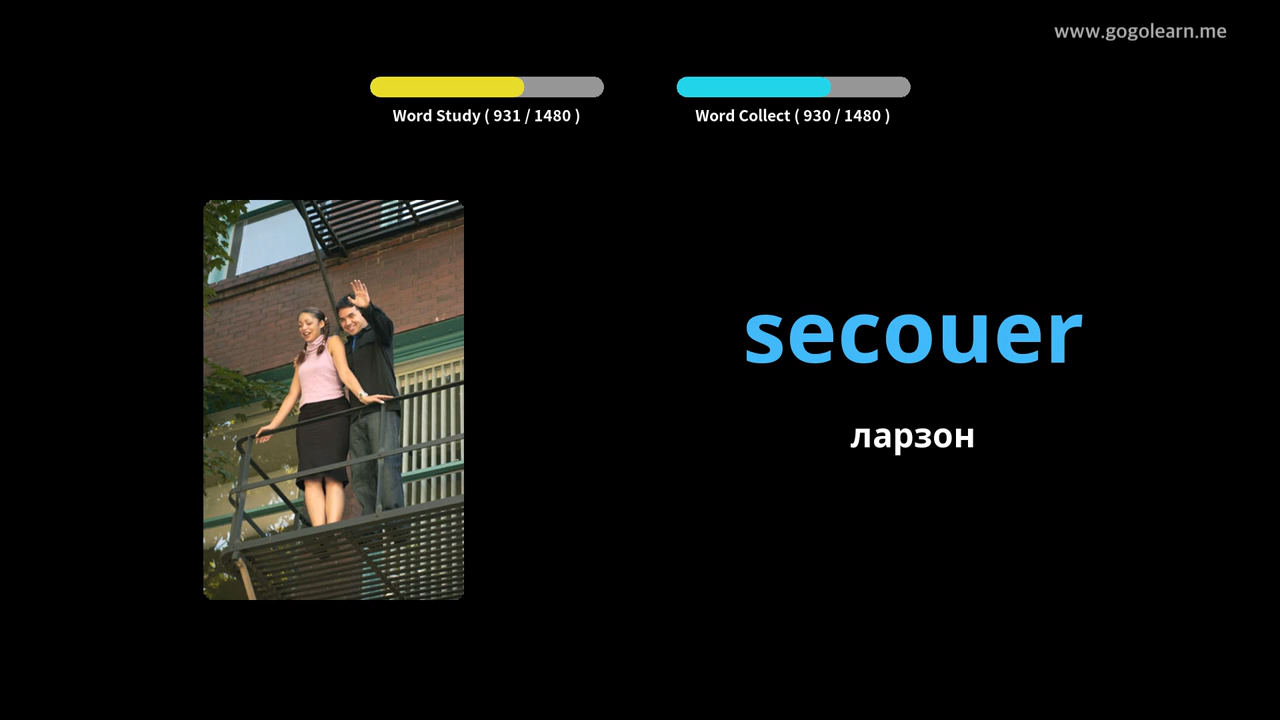 www.gogolearn.me
Word Study ( 931 / 1480 )
Word Collect ( 930 / 1480 )
secouer
ларзон